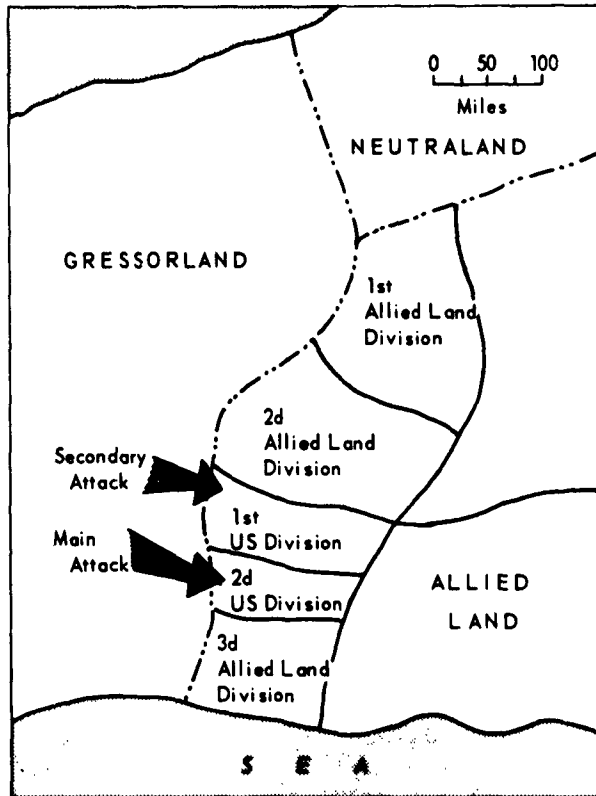 0 50 100
Miles
NEUTRALAND
GRESSORLAND
1st
Allied Land
Division
2d
Allied Land
Division
Secondary
Attack
1st
US Division
Main
Attack
2d
US Division
ALLIED
LAND
3d
Allied Land
Division
SEA